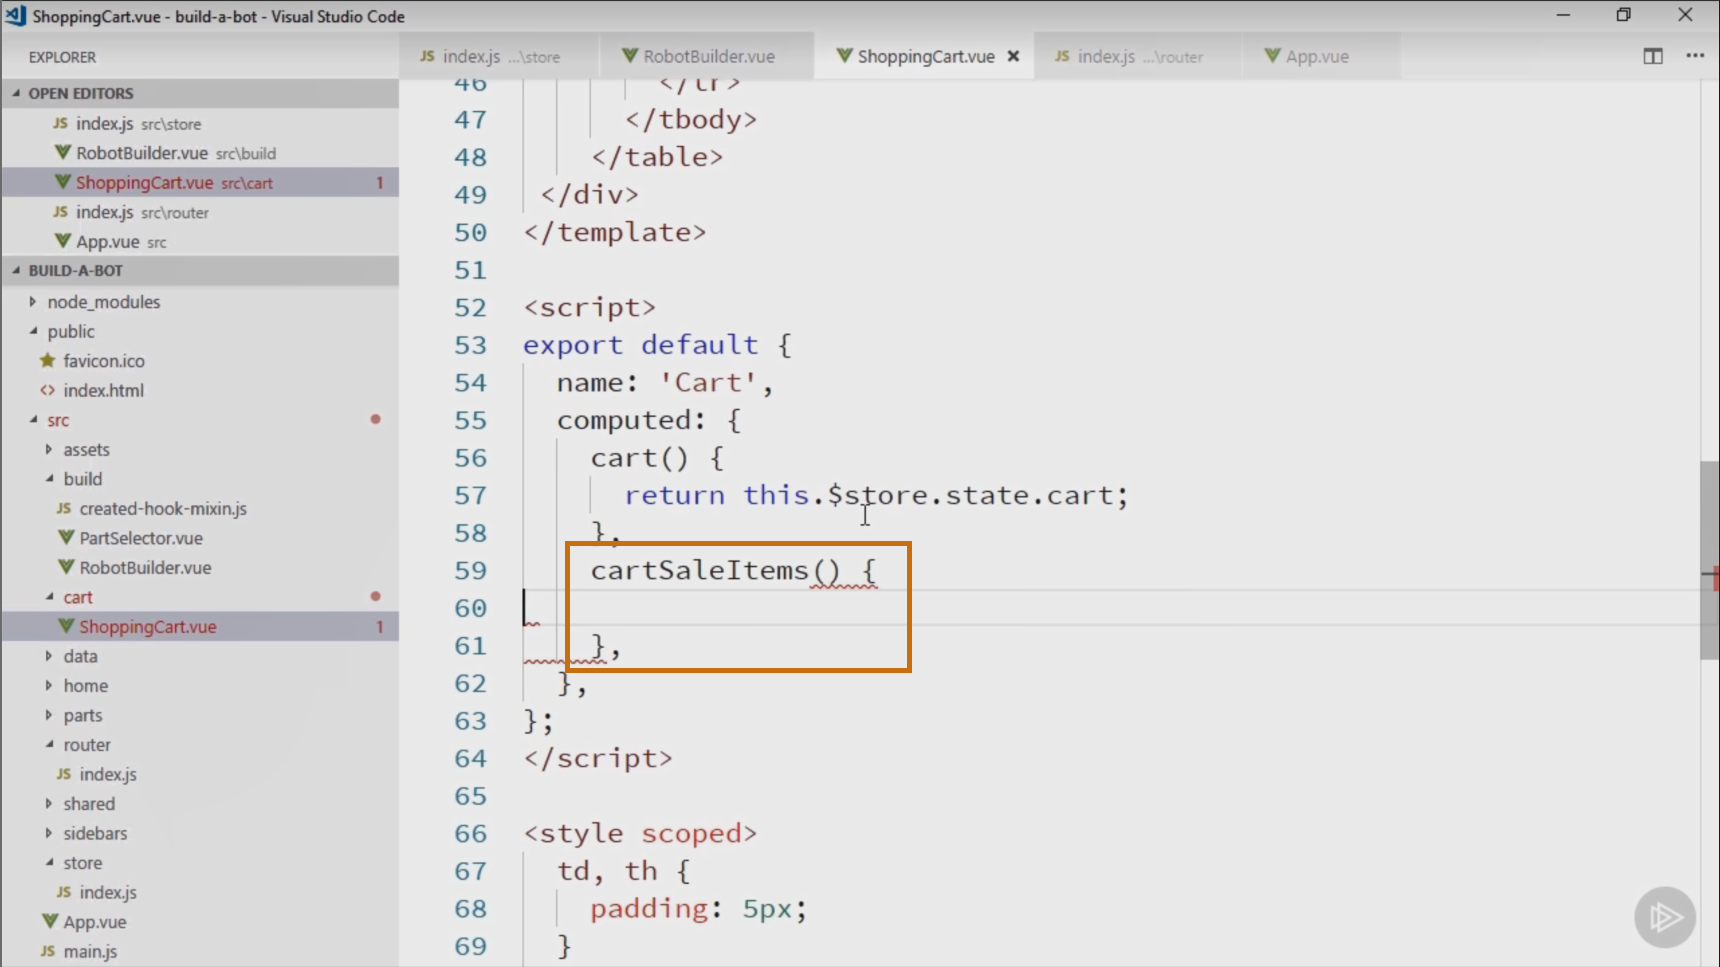 ShoppingCart.vue - build-a-bot - Visual Studio Code
EXPLORER
JS index.js ...\store
RobotBuilder.vue
ShoppingCart.vue
JS index.js ...\router
App.vue
OPEN EDITORS
JS index.js src\store
RobotBuilder.vue src\build
ShoppingCart.vue src\cart 1
JS index.js src\router
App.vue src
BUILD-A-BOT
node_modules
public
favicon.ico
<> index.html
src
assets
build
JS created-hook-mixin.js
PartSelector.vue
RobotBuilder.vue
cart
ShoppingCart.vue 1
data
home
parts
router
JS index.js
shared
sidebars
store
JS index.js
App.vue
JS main.js
46 </tr>
47 </tbody>
48 </table>
49 </div>
50 </template>
51
52 <script>
53 export default {
54 name: 'Cart',
55 computed: {
56 cart() {
57 return this.$store.state.cart;
58 },
59 cartSaleItems() {
60
61 },
62 },
63 };
64 </script>
65
66 <style scoped>
67 td, th {
68 padding: 5px;
69 }